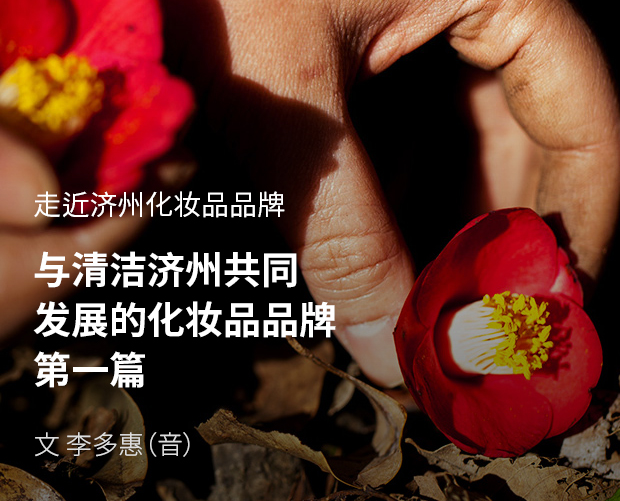 走近济州化妆品品牌
与清洁济州共同
发展的化妆品品牌
第一篇
文 李多惠（音）